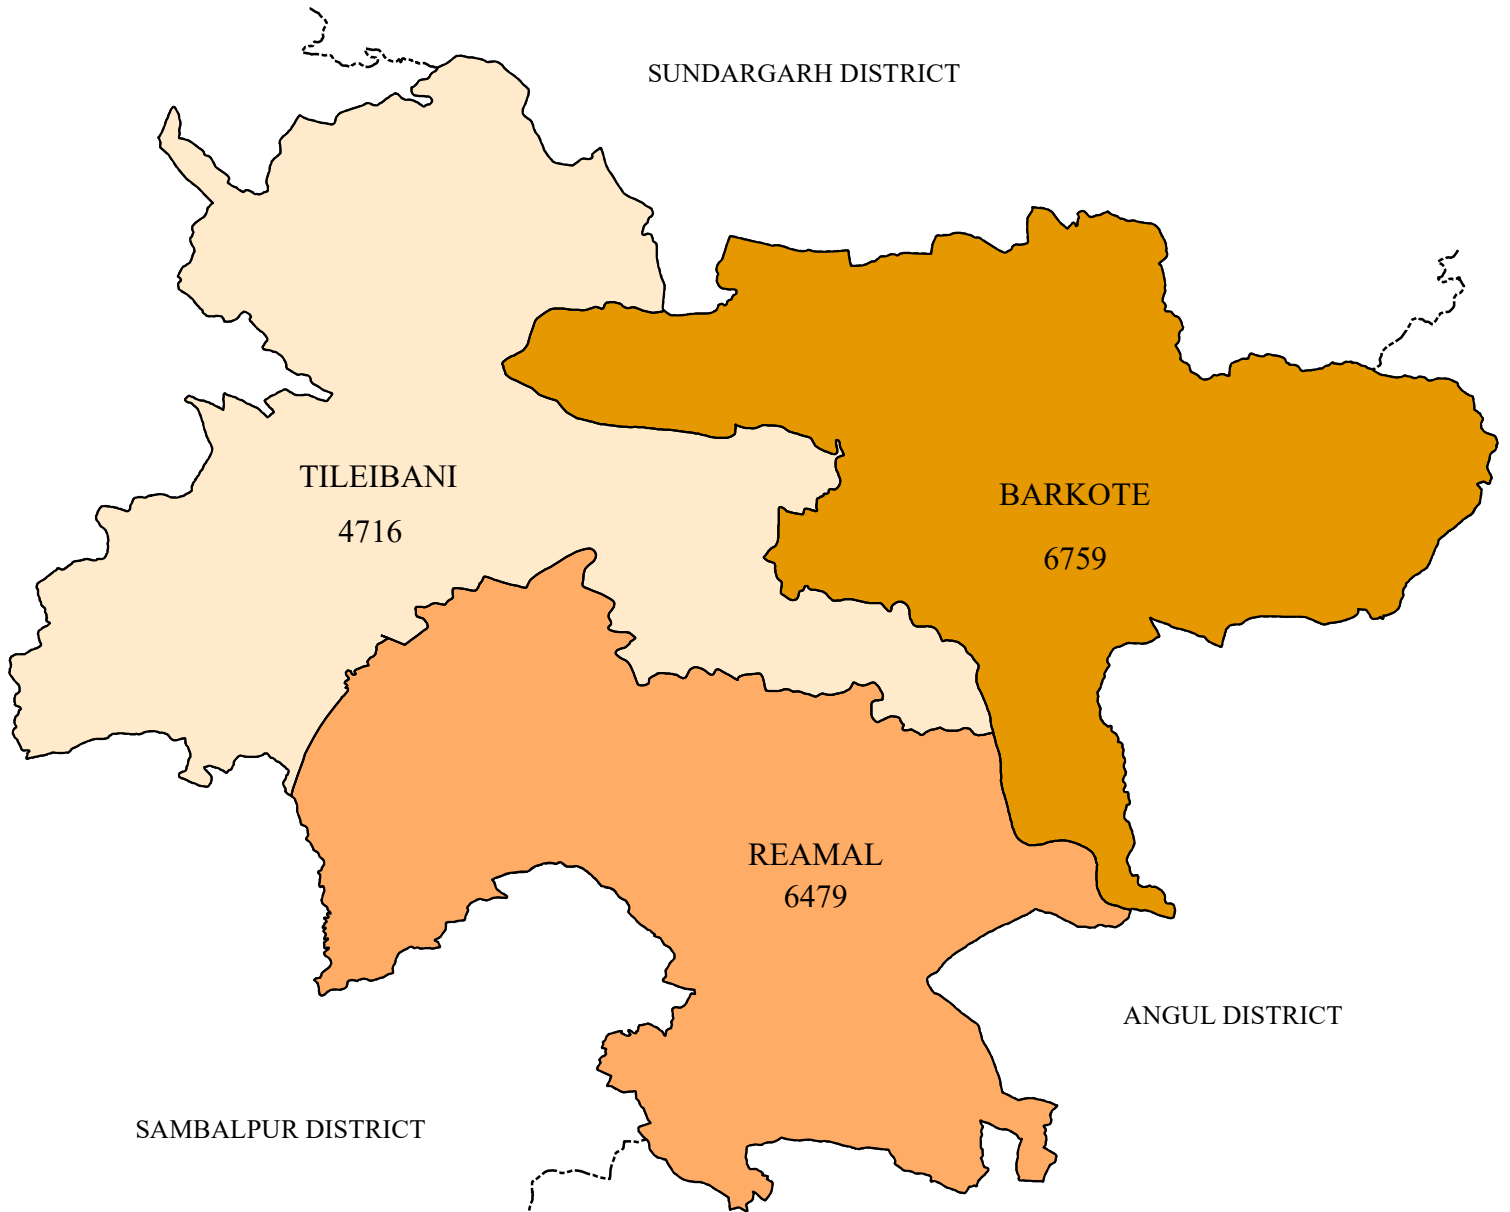 SUNDARGARH DISTRICT
TILEIBANI
4716
BARKOTE
6759
REAMAL
6479
ANGUL DISTRICT
SAMBALPUR DISTRICT